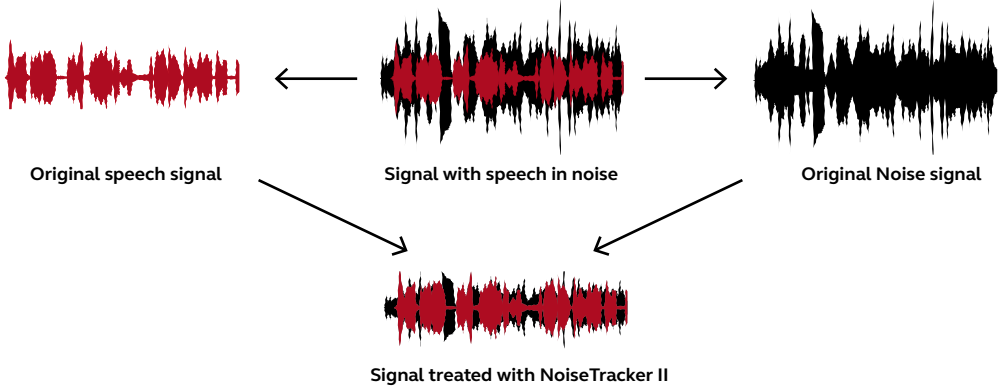 Original speech signal
Signal with speech in noise
Original Noise signal
Signal treated with NoiseTracker II